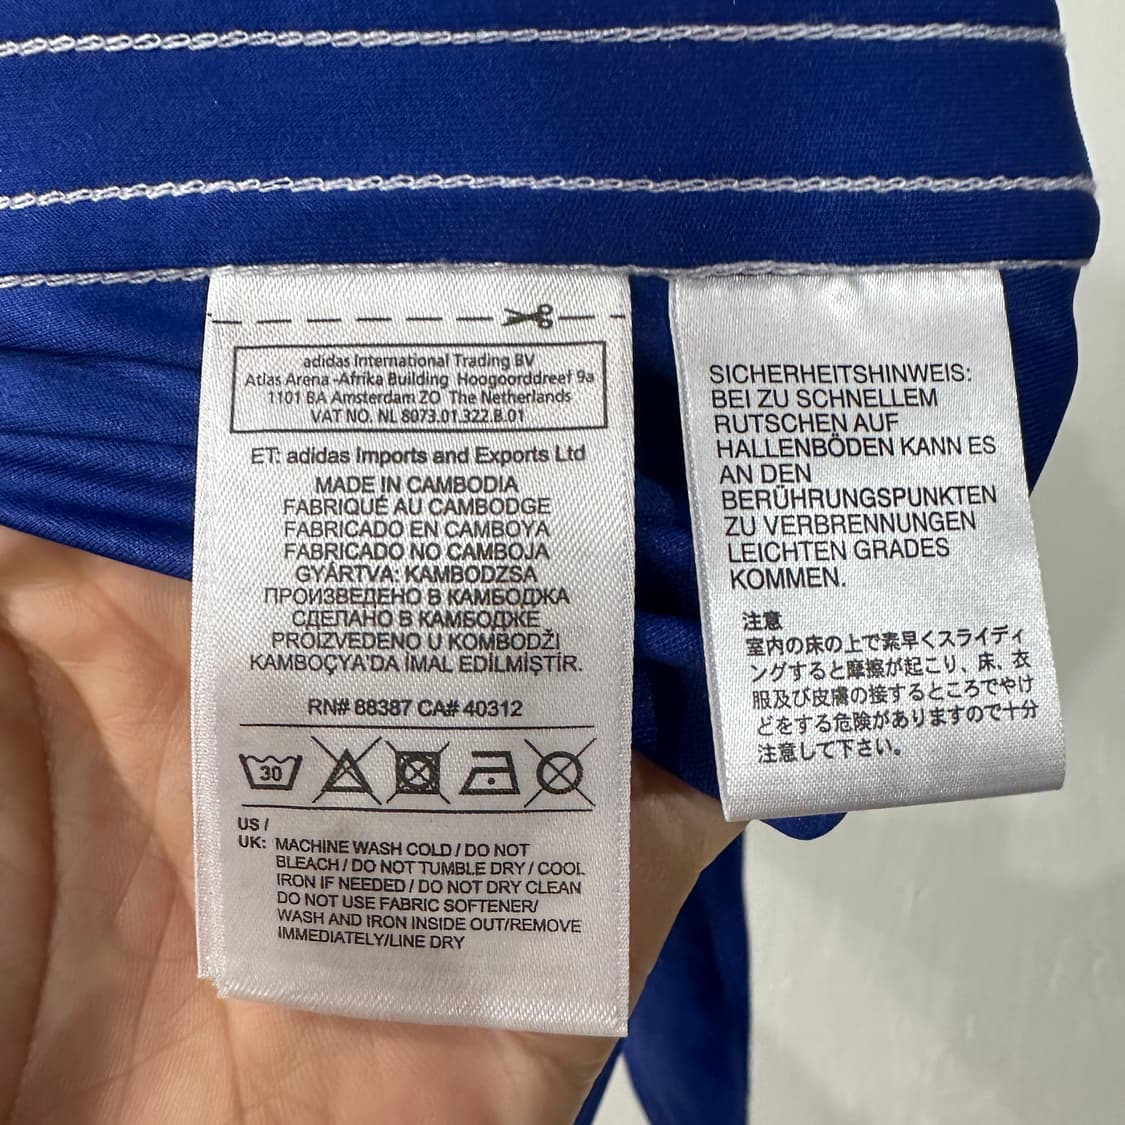 adidas International Trading BV
Atlas Arena -Afrika Building Hoogoorddreef 9a
1101 BA Amsterdam ZO The Netherlands
VAT NO. NL 8073.01.322.B.01
ET: adidas Imports and Exports Ltd
MADE IN CAMBODIA
FABRIQUÉ AU CAMBODGE
FABRICADO EN CAMBOYA
FABRICADO NO CAMBOJA
GYÁRTVA: KAMBODZSA
ПРОИЗВЕДЕНО В КАМБОДЖА
СДЕЛАНО В КАМБОДЖЕ
PROIZVEDENO U KOMBODŽI
KAMBOÇYA'DA İMAL EDİLMİŞTİR.
RN# 88387 CA# 40312
30
US /
UK: MACHINE WASH COLD / DO NOT
BLEACH / DO NOT TUMBLE DRY / COOL
IRON IF NEEDED / DO NOT DRY CLEAN
DO NOT USE FABRIC SOFTENER/
WASH AND IRON INSIDE OUT/REMOVE
IMMEDIATELY/LINE DRY
SICHERHEITSHINWEIS:
BEI ZU SCHNELLEM
RUTSCHEN AUF
HALLENBÖDEN KANN ES
AN DEN
BERÜHRUNGSPUNKTEN
ZU VERBRENNUNGEN
LEICHTEN GRADES
KOMMEN.
注意
室内の床の上で素早くスライディ
ングすると摩擦が起こり、床、衣
服及び皮膚の接するところでやけ
どをする危険がありますので十分
注意して下さい。